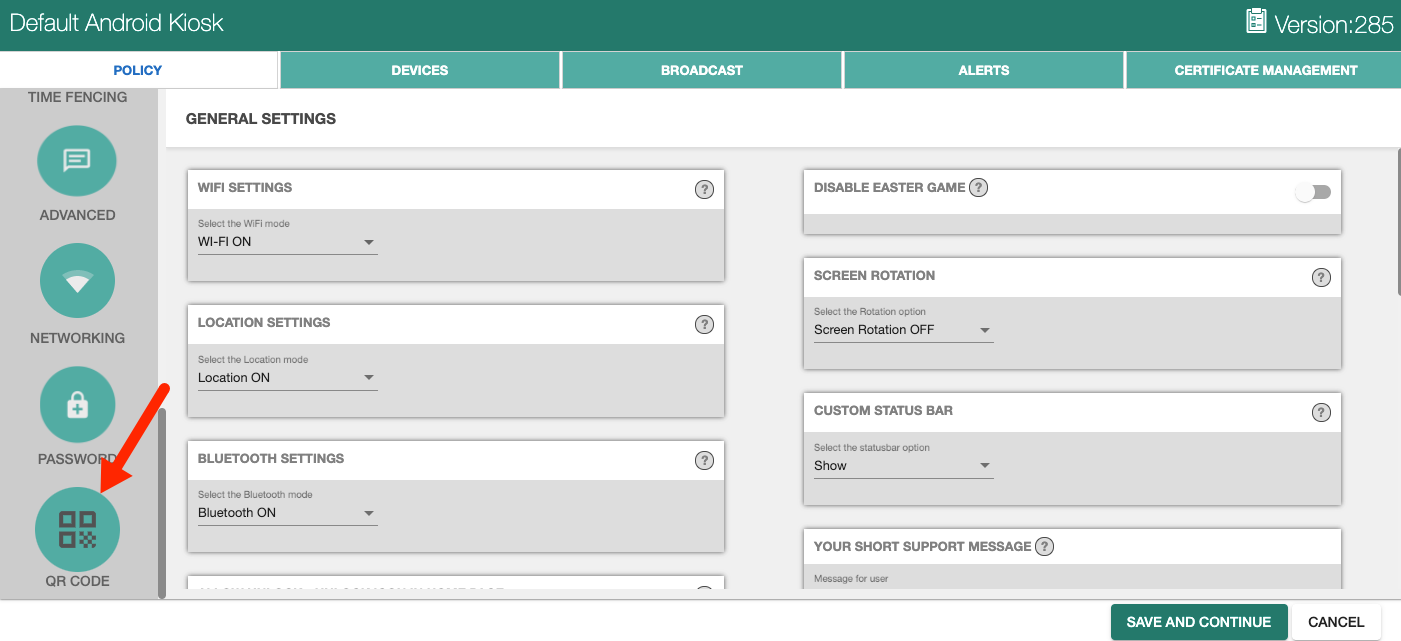 Default Android Kiosk
Version:285
POLICY
DEVICES
BROADCAST
ALERTS
CERTIFICATE MANAGEMENT
TIME FENCING
ADVANCED
NETWORKING
PASSWORD
QR CODE
GENERAL SETTINGS
WIFI SETTINGS ?
Select the WiFi mode
WI-FI ON
LOCATION SETTINGS ?
Select the Location mode
Location ON
BLUETOOTH SETTINGS ?
Select the Bluetooth mode
Bluetooth ON
DISABLE EASTER GAME ?
SCREEN ROTATION ?
Select the Rotation option
Screen Rotation OFF
CUSTOM STATUS BAR ?
Select the statusbar option
Show
YOUR SHORT SUPPORT MESSAGE ?
Message for user
SAVE AND CONTINUE
CANCEL